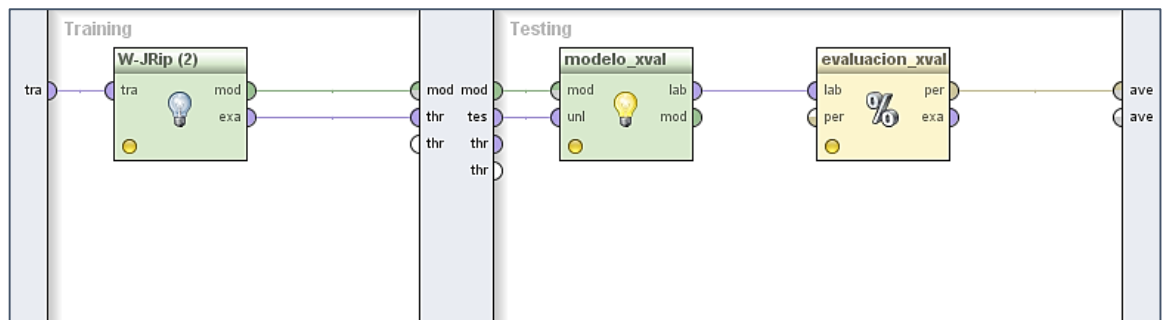 Training
Testing
W-JRip (2)
modelo_xval
evaluacion_xval
tra tra mod mod mod mod lab lab per ave
exa thr tes unl mod per exa ave
thr thr
thr